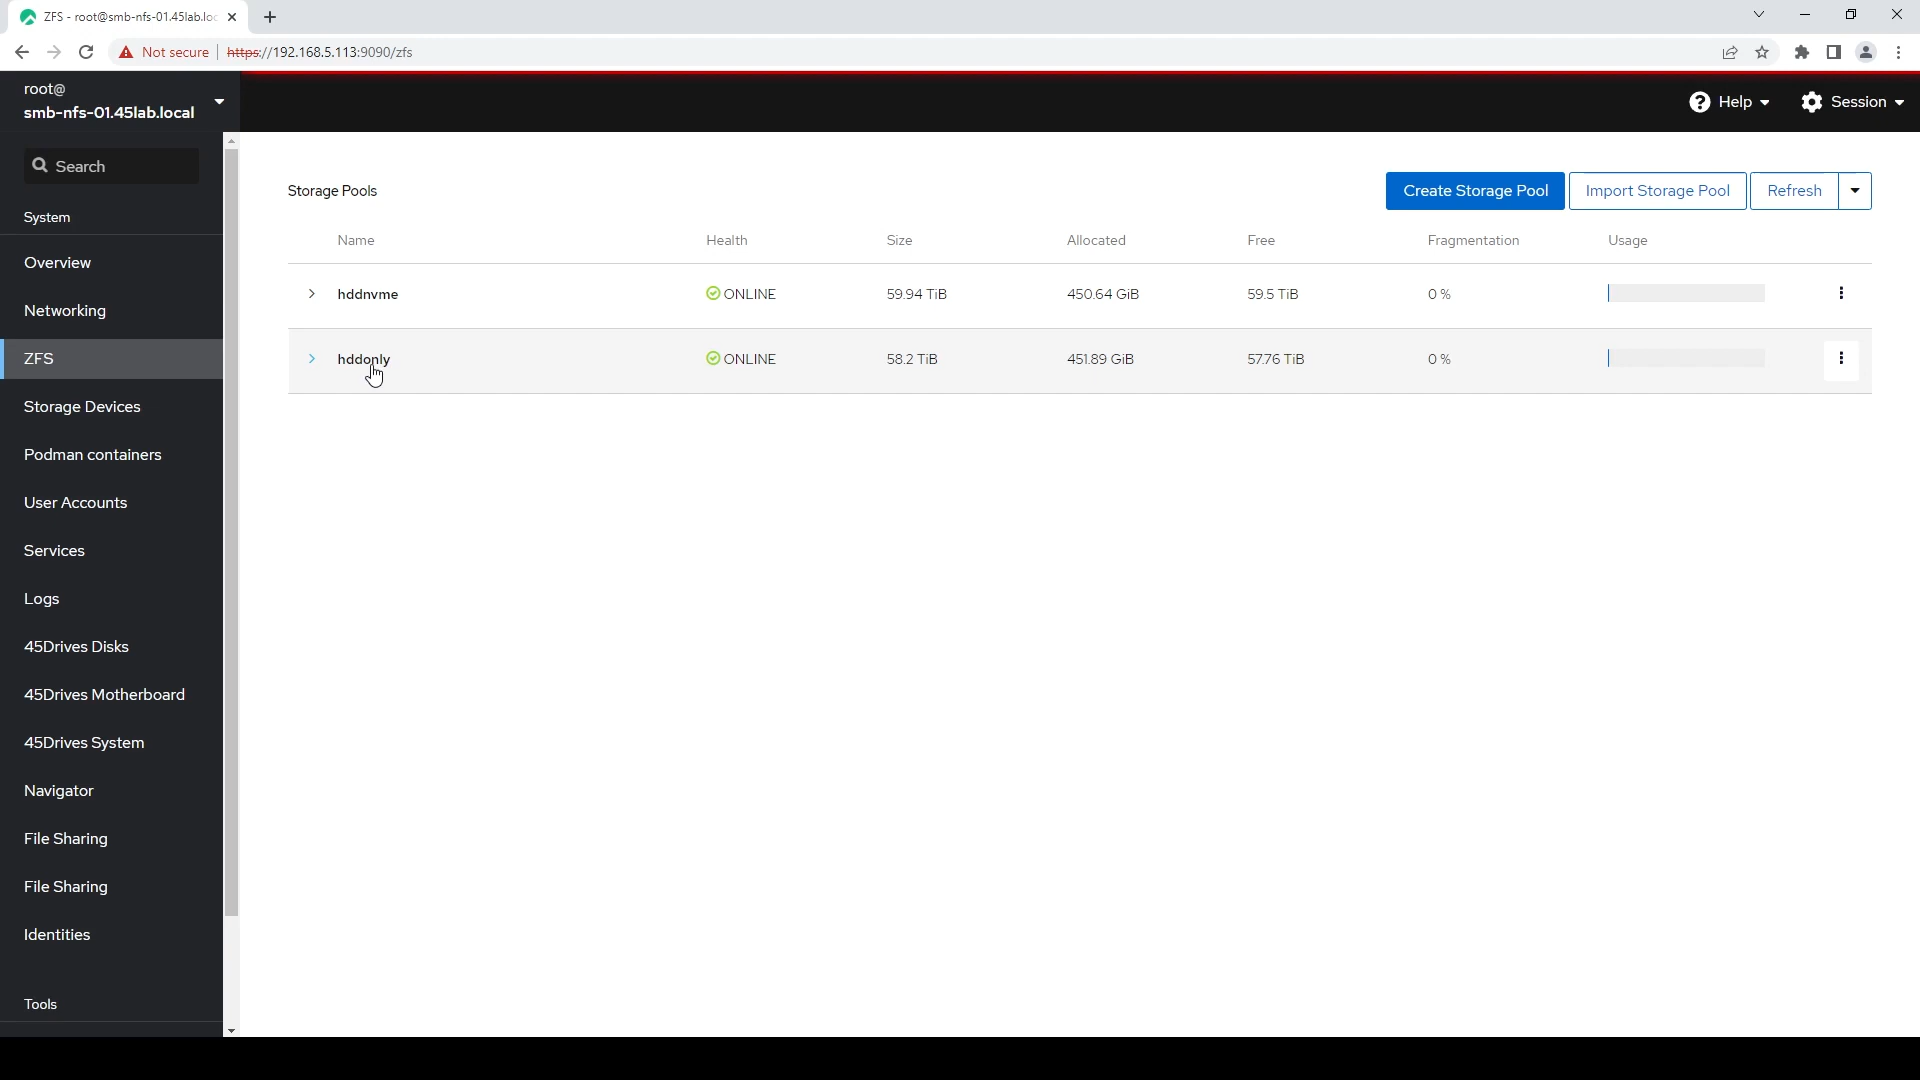 ZFS - root@smb-nfs-01.45lab.loc
Not secure
https://192.168.5.113:9090/zfs
root@
smb-nfs-01.45lab.local
Help
Session
Search
System
Overview
Networking
ZFS
Storage Devices
Podman containers
User Accounts
Services
Logs
45Drives Disks
45Drives Motherboard
45Drives System
Navigator
File Sharing
File Sharing
Identities
Tools
Storage Pools
Create Storage Pool
Import Storage Pool
Refresh
Name Health Size Allocated Free Fragmentation Usage
hddnvme ONLINE 59.94 TiB 450.64 GiB 59.5 TiB 0 %
hddonly ONLINE 58.2 TiB 451.89 GiB 57.76 TiB 0 %